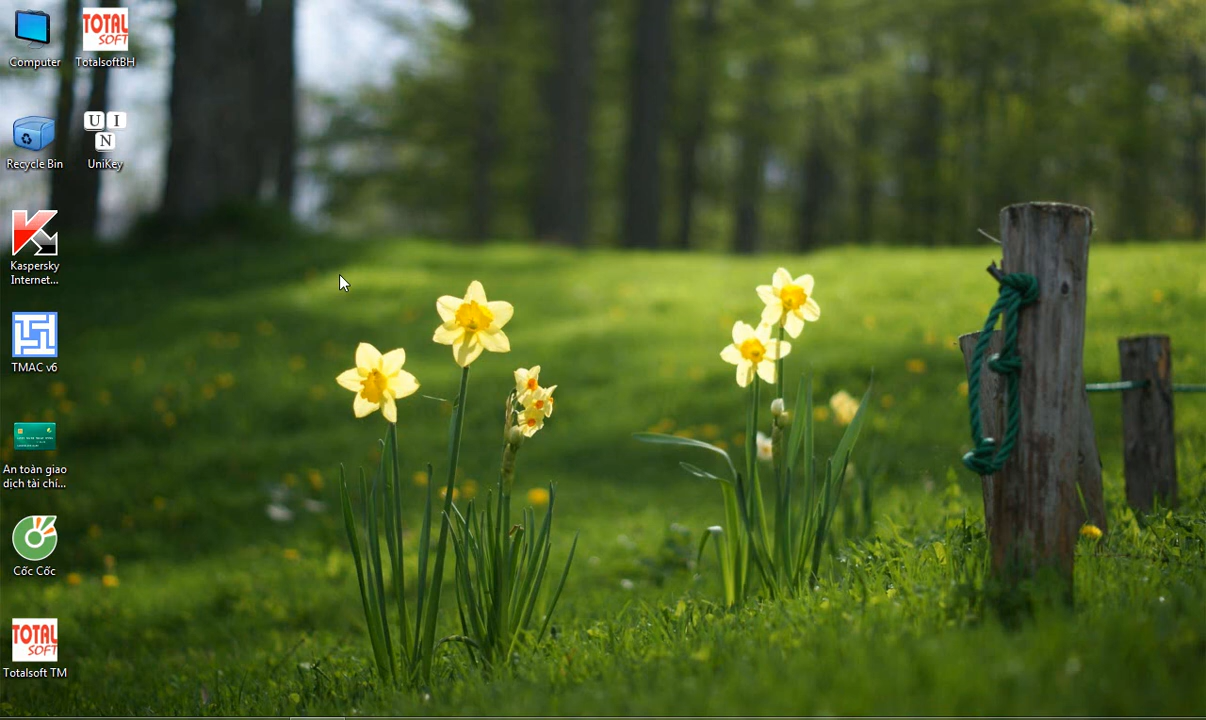 Computer
TOTAL
SOFT
TotalsoftBH
Recycle Bin
U I
N
UniKey
Kaspersky
Internet...
TMAC v6
An toàn giao
dịch tài chí...
Cốc Cốc
TOTAL
SOFT
Totalsoft TM